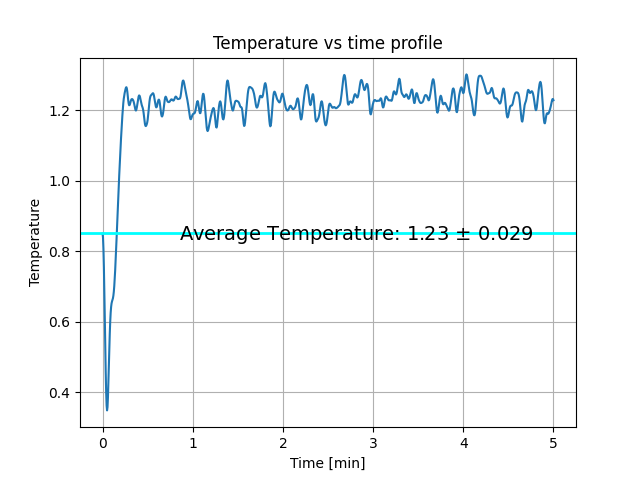 Temperature vs time profile
Temperature
1.2
1.0
0.8
0.6
0.4
Average Temperature: 1.23 ± 0.029
0 1 2 3 4 5
Time [min]